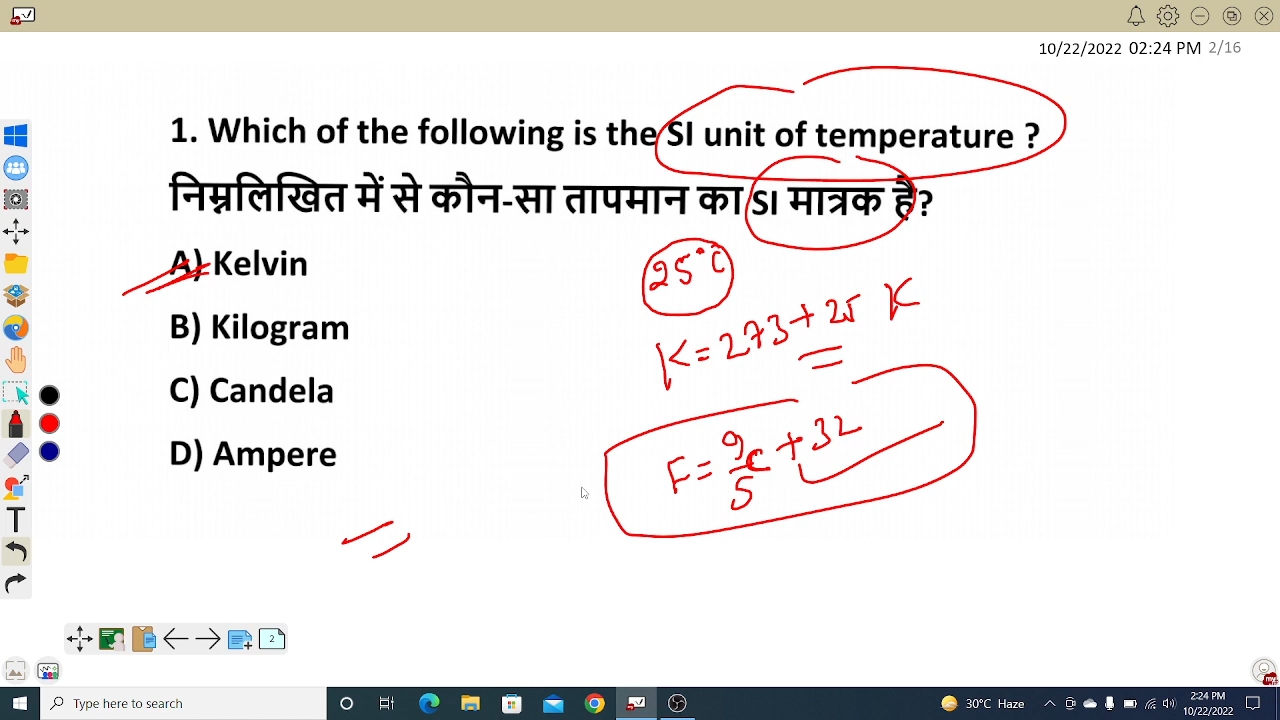 10/22/2022 02:24 PM 2/16
1. Which of the following is the SI unit of temperature ?
निम्नलिखित में से कौन-सा तापमान का SI मात्रक है?
A) Kelvin
25°C
K = 273 + 25 K
B) Kilogram
C) Candela
F = 9c/5 + 32
D) Ampere
T
2
Type here to search
30°C Haze
2:24 PM
10/22/2022